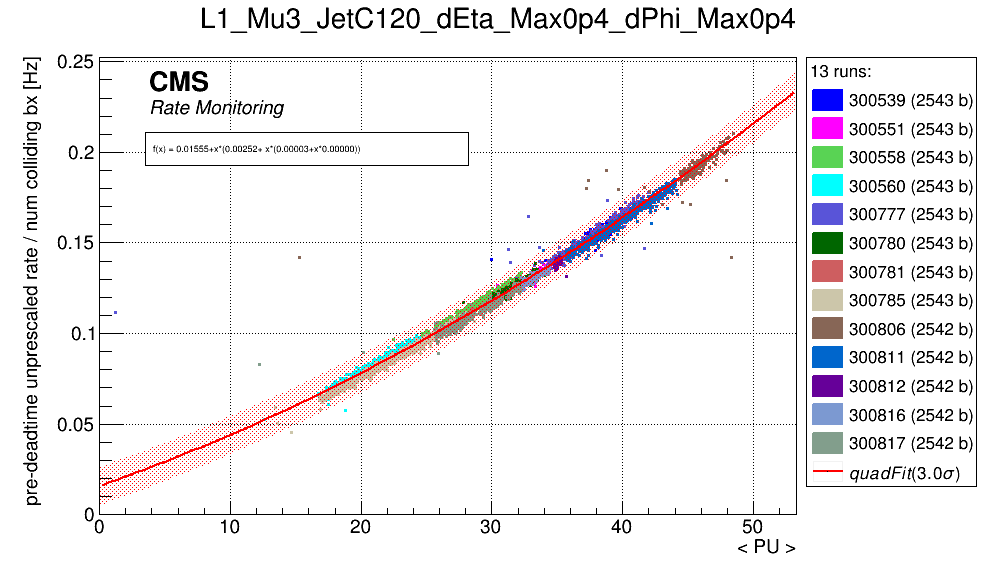 L1_Mu3_JetC120_dEta_Max0p4_dPhi_Max0p4
pre-deadtime unprescaled rate / num colliding bx [Hz]
0.25
0.2
0.15
0.1
0.05
0
CMS
Rate Monitoring
f(x) = 0.01555+x*(0.00252+ x*(0.00003+x*0.00000))
0 10 20 30 40 50
< PU >
13 runs:
300539 (2543 b)
300551 (2543 b)
300558 (2543 b)
300560 (2543 b)
300777 (2543 b)
300780 (2543 b)
300781 (2543 b)
300785 (2543 b)
300806 (2542 b)
300811 (2542 b)
300812 (2542 b)
300816 (2542 b)
300817 (2542 b)
quadFit(3.0σ)